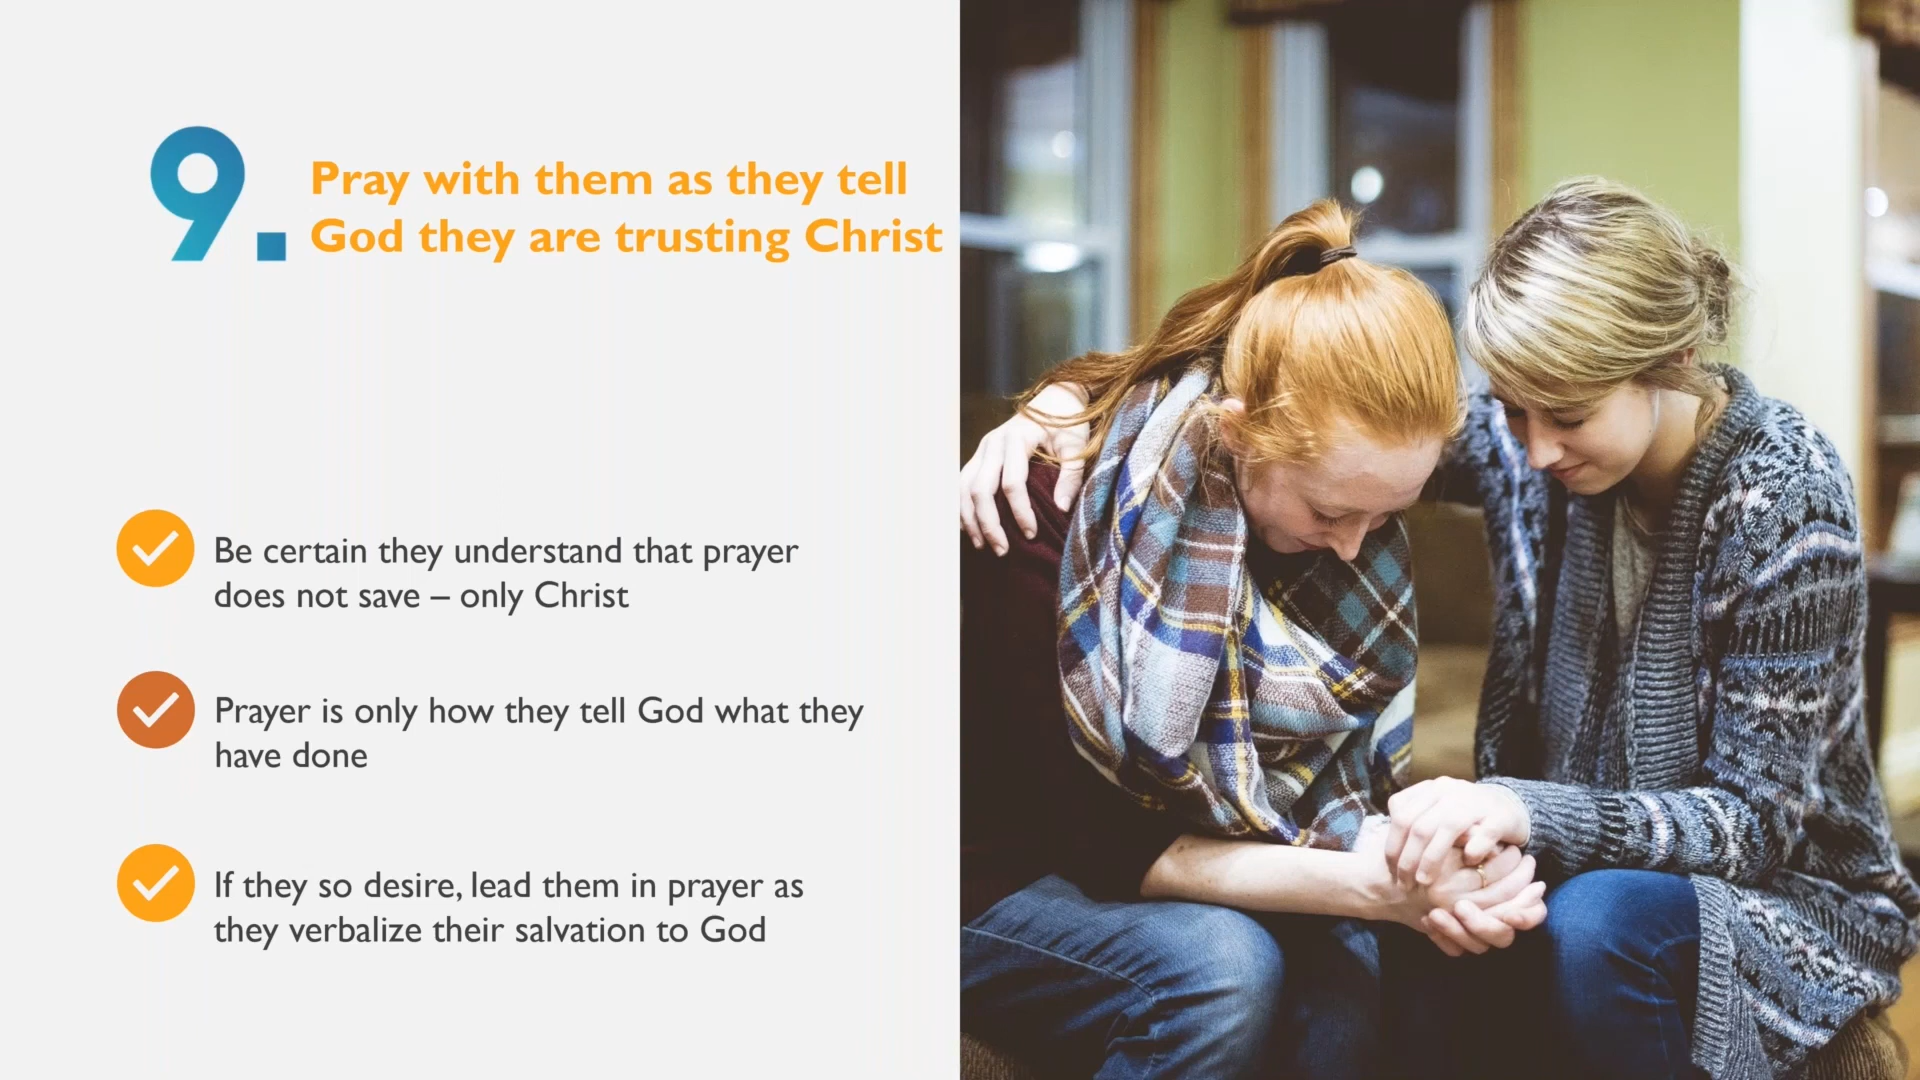 9.
Pray with them as they tell
God they are trusting Christ
Be certain they understand that prayer
does not save – only Christ
Prayer is only how they tell God what they
have done
If they so desire, lead them in prayer as
they verbalize their salvation to God